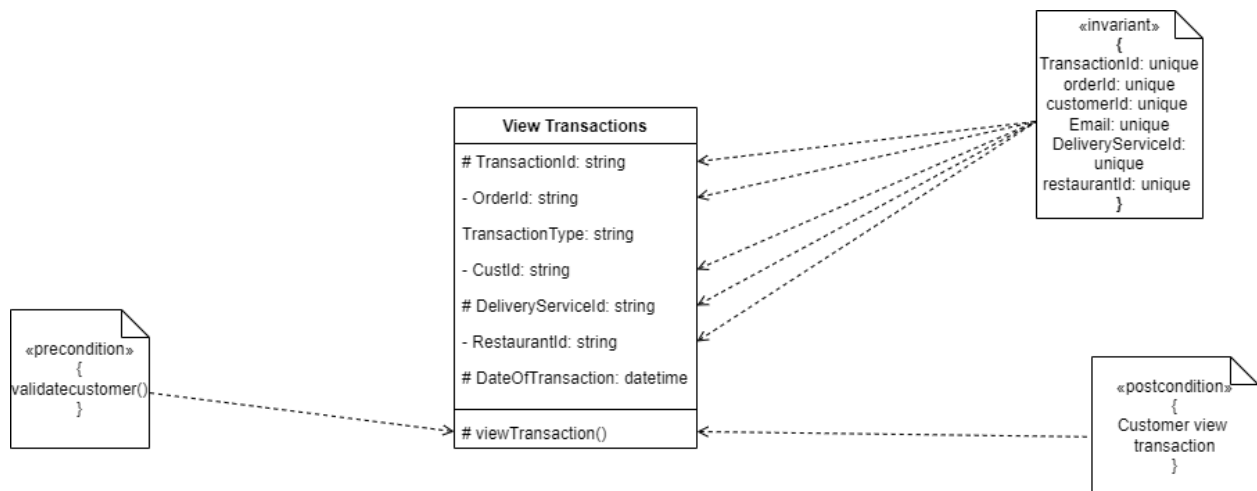 «invariant»
{
TransactionId: unique
orderId: unique
customerId: unique
Email: unique
DeliveryServiceId:
unique
restaurantId: unique
}
View Transactions
# TransactionId: string
- OrderId: string
TransactionType: string
- CustId: string
# DeliveryServiceId: string
- RestaurantId: string
# DateOfTransaction: datetime
# viewTransaction()
«precondition»
{
validatecustomer()
}
«postcondition»
{
Customer view
transaction
}